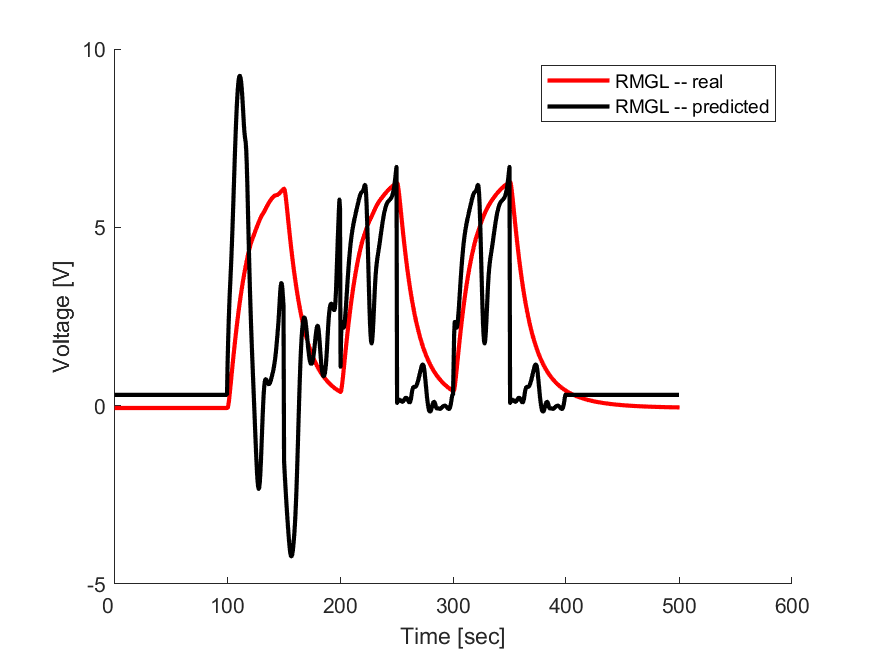 RMGL -- real
RMGL -- predicted
10
5
0
-5
Voltage [V]
0 100 200 300 400 500 600
Time [sec]